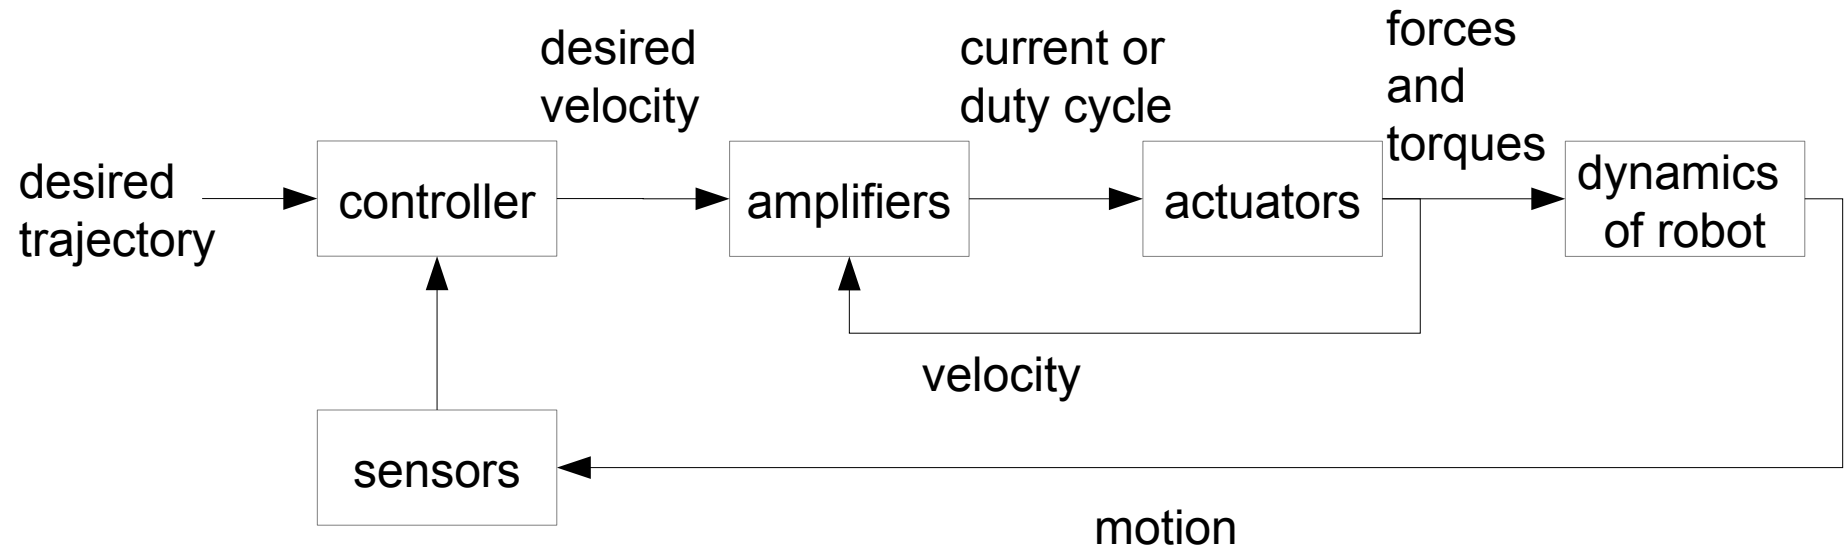 desired
trajectory
controller
desired
velocity
amplifiers
current or
duty cycle
actuators
forces
and
torques
dynamics
of robot
velocity
sensors
motion